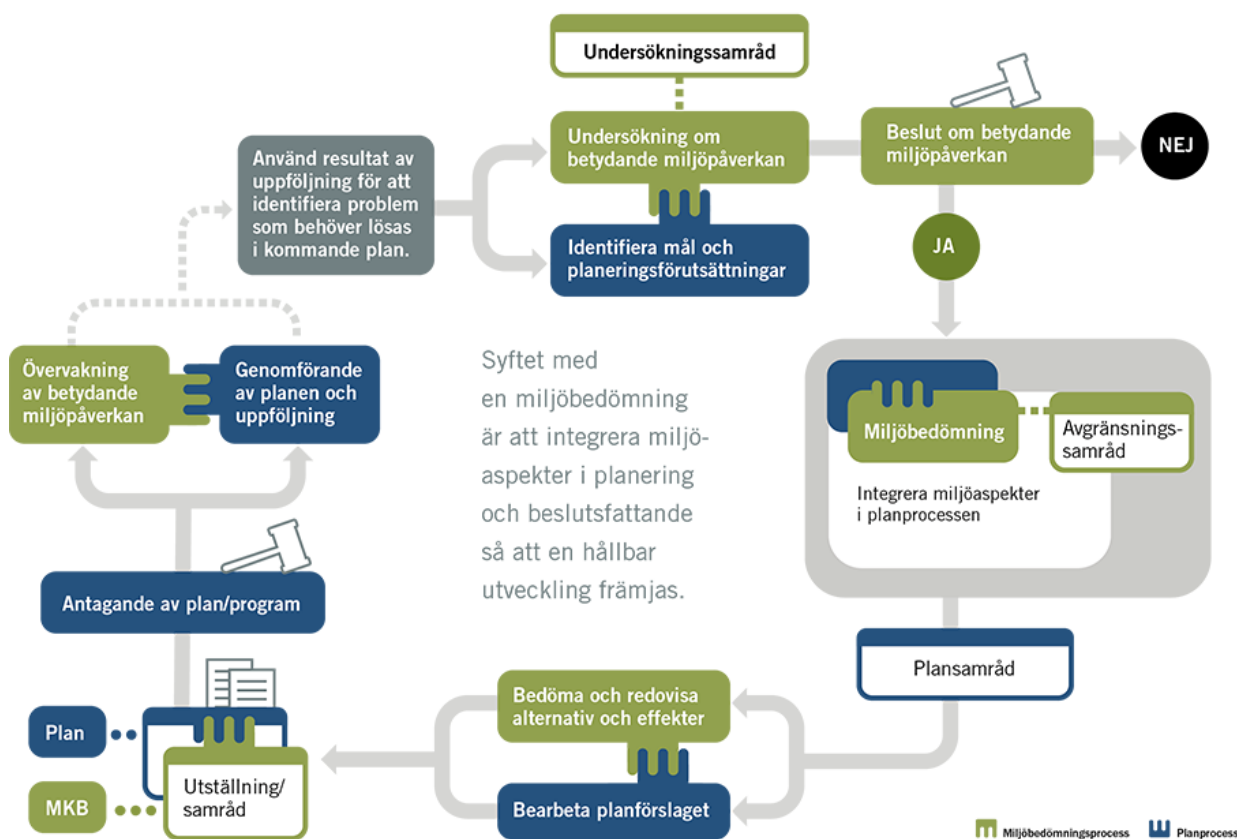 Undersökningssamråd
Undersökning om
betydande miljöpåverkan
Beslut om betydande
miljöpåverkan
NEJ
Använd resultat av
uppföljning för att
identifiera problem
som behöver lösas
i kommande plan.
Identifiera mål och
planeringsförutsättningar
JA
Övervakning
av betydande
miljöpåverkan
Genomförande
av planen och
uppföljning
Syftet med
en miljöbedömning
är att integrera miljö-
aspekter i planering
och beslutsfattande
så att en hållbar
utveckling främjas.
Miljöbedömning
Avgränsnings-
samråd
Integrera miljöaspekter
i planprocessen
Antagande av plan/program
Plansamråd
Bedöma och redovisa
alternativ och effekter
Plan
MKB
Utställning/
samråd
Bearbeta planförslaget
Miljöbedömningsprocess
Planprocess